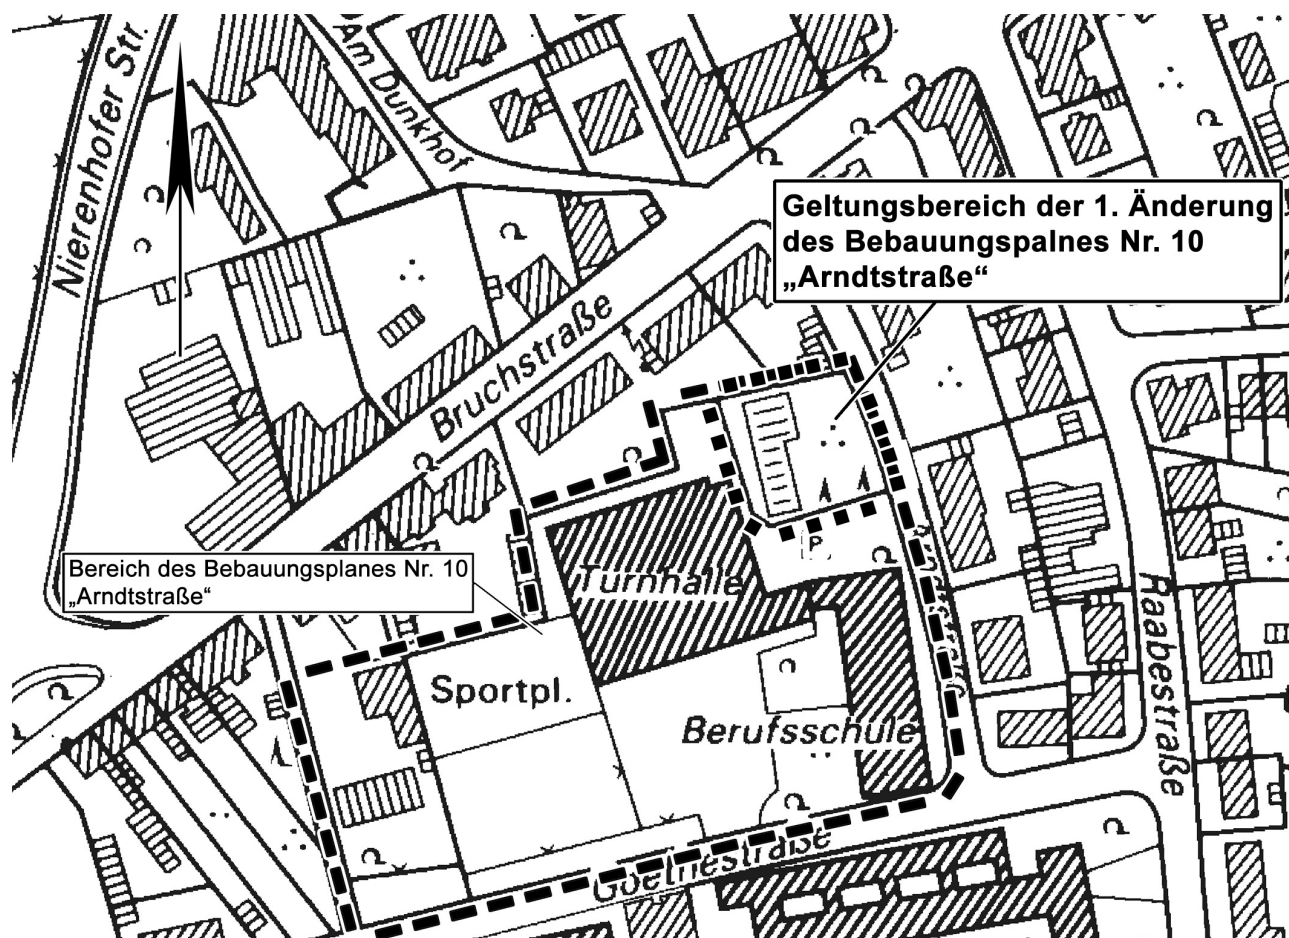 Nierenhofer Str.
Am Dunkhof
Geltungsbereich der 1. Änderung
des Bebauungspalnes Nr. 10
„Arndtstraße“
Bruchstraße
Bereich des Bebauungsplanes Nr. 10
„Arndtstraße“
P
Turnhalle
Sportpl.
Berufsschule
Raabestraße
Goethestraße